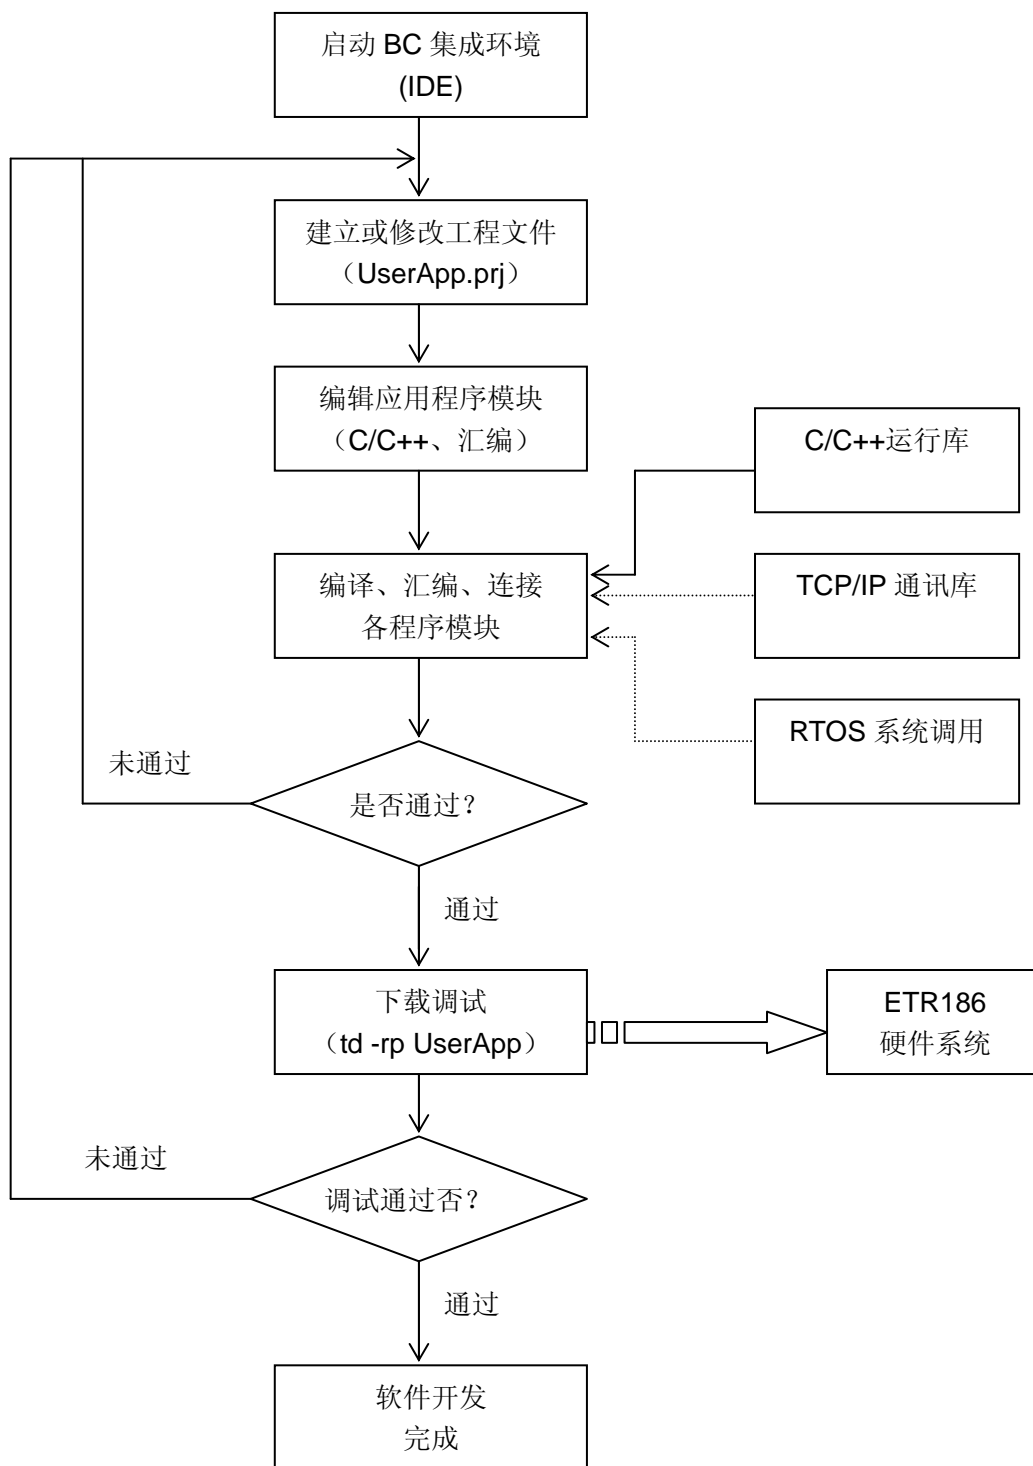 启动 BC 集成环境
(IDE)
建立或修改工程文件
（UserApp.prj）
编辑应用程序模块
（C/C++、汇编）
C/C++运行库
编译、汇编、连接
各程序模块
TCP/IP 通讯库
RTOS 系统调用
未通过
是否通过？
通过
下载调试
（td -rp UserApp）
ETR186
硬件系统
未通过
调试通过否？
通过
软件开发
完成